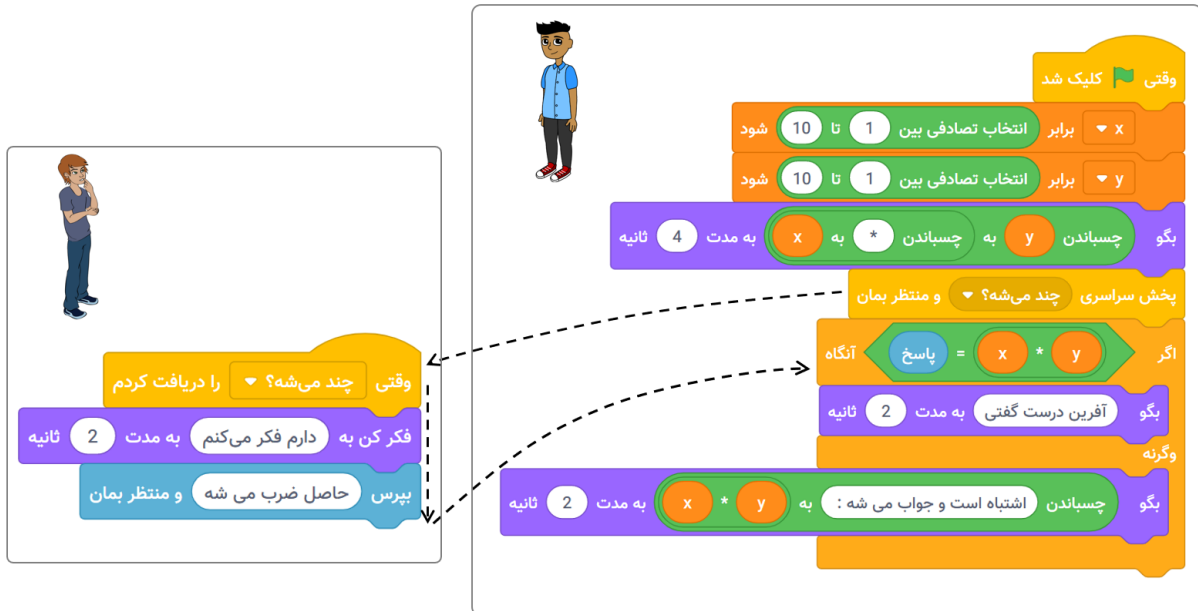 وقتی کلیک شد
x برابر انتخاب تصادفی بین 1 تا 10 شود
y برابر انتخاب تصادفی بین 1 تا 10 شود
بگو چسباندن y به چسباندن * به x به مدت 4 ثانیه
پخش سراسری چند می‌شه؟ و منتظر بمان
اگر y * x = پاسخ آنگاه
بگو آفرین درست گفتی به مدت 2 ثانیه
وگرنه
بگو چسباندن اشتباه است و جواب می شه : به y * x به مدت 2 ثانیه
وقتی چند می‌شه؟ را دریافت کردم
فکر کن به دارم فکر می‌کنم به مدت 2 ثانیه
بپرس حاصل ضرب می شه و منتظر بمان